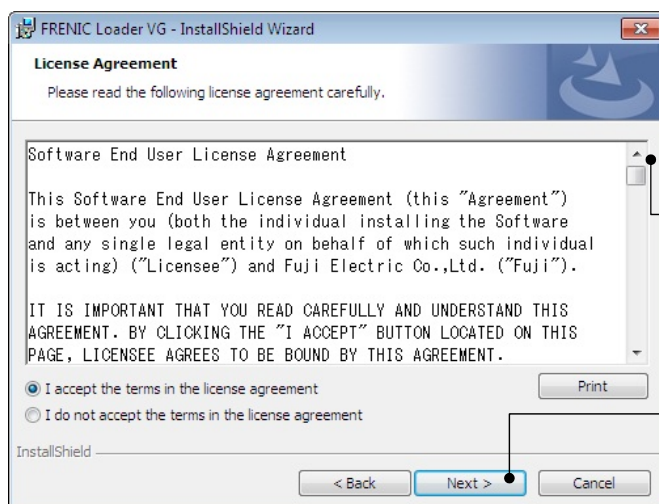 FRENIC Loader VG - InstallShield Wizard
License Agreement
Please read the following license agreement carefully.
Software End User License Agreement
This Software End User License Agreement (this "Agreement")
is between you (both the individual installing the Software
and any single legal entity on behalf of which such individual
is acting) ("Licensee") and Fuji Electric Co.,Ltd. ("Fuji").
IT IS IMPORTANT THAT YOU READ CAREFULLY AND UNDERSTAND THIS
AGREEMENT. BY CLICKING THE "I ACCEPT" BUTTON LOCATED ON THIS
PAGE, LICENSEE AGREES TO BE BOUND BY THIS AGREEMENT.
I accept the terms in the license agreement
Print
I do not accept the terms in the license agreement
InstallShield
< Back
Next >
Cancel